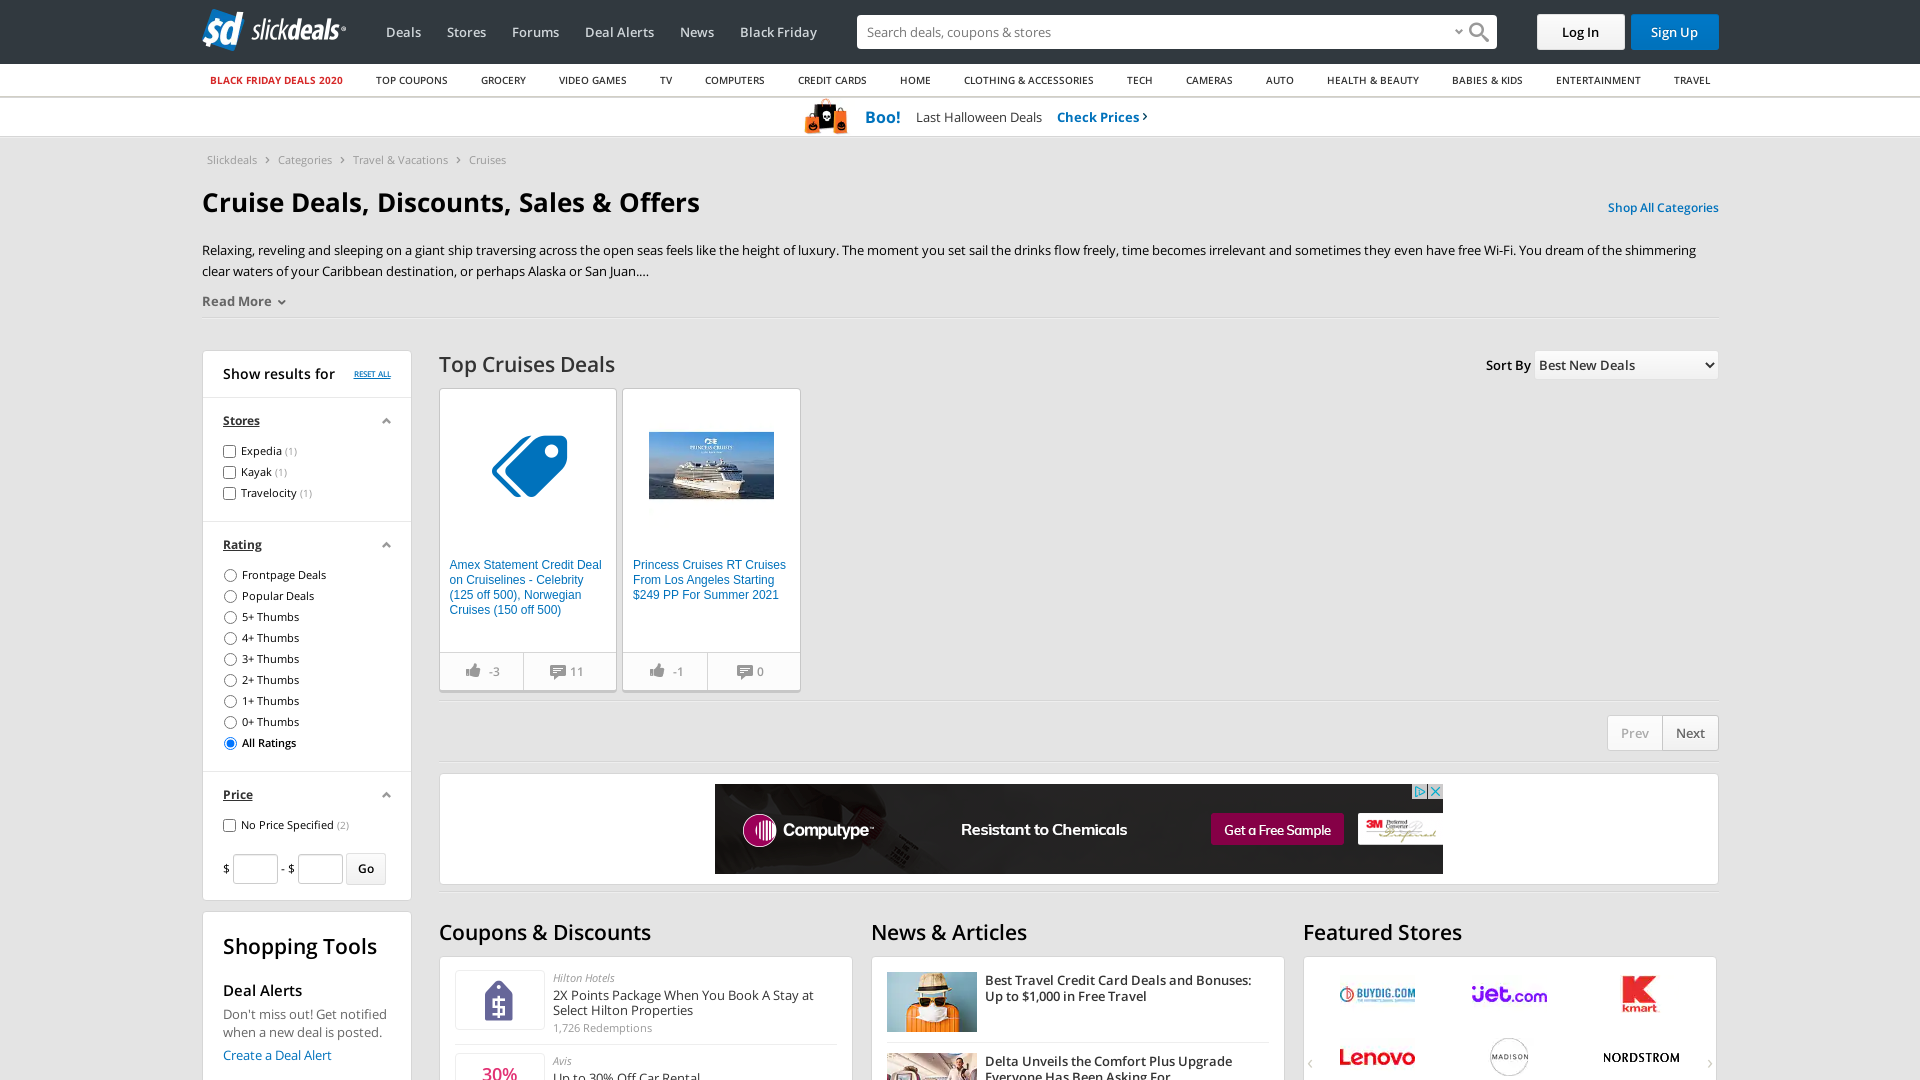 sd slickdeals
Deals
Stores
Forums
Deal Alerts
News
Black Friday
Search deals, coupons & shops
Log In
Sign Up
BLACK FRIDAY DEALS 2020
TOP COUPONS
GROCERY
VIDEO GAMES
TV
COMPUTERS
CREDIT CARDS
HOME
CLOTHING & ACCESSORIES
TECH
CAMERAS
AUTO
HEALTH & BEAUTY
BABIES & KIDS
ENTERTAINMENT
TRAVEL
Boo! Last Halloween Deals Check Prices
Slickdeals > Categories > Travel & Vacations > Cruises
Cruise Deals, Discounts, Sales & Offers
Shop All Categories
Relaxing, reveling and sleeping on a giant ship traversing across the open seas feels like the height of luxury. The moment you set sail the drinks flow freely, time becomes irrelevant and sometimes they even have free Wi-Fi. You dream of the shimmering
clear waters of your Caribbean destination, or perhaps Alaska or San Juan....
Read More
Show results for
RESET ALL
Stores
Expedia (1)
Kayak (1)
Travelocity (1)
Rating
Frontpage Deals
Popular Deals
5+ Thumbs
4+ Thumbs
3+ Thumbs
2+ Thumbs
1+ Thumbs
0+ Thumbs
All Ratings
Price
No Price Specified (2)
$ - $ Go
Shopping Tools
Deal Alerts
Don't miss out! Get notified
when a new deal is posted.
Create a Deal Alert
Top Cruises Deals
Sort By Best New Deals
Amex Statement Credit Deal
on Cruiselines - Celebrity
(125 off 500), Norwegian
Cruises (150 off 500)
-3
11
PRINCESS CRUISES
Princess Cruises RT Cruises
From Los Angeles Starting
$249 PP For Summer 2021
-1
0
Prev
Next
Computype™
Resistant to Chemicals
Get a Free Sample
3M Preferred
Converter
Preferred
Coupons & Discounts
Hilton Hotels
2X Points Package When You Book A Stay at
Select Hilton Properties
1,726 Redemptions
30%
Avis
Up to 30% Off Car Rental
News & Articles
Best Travel Credit Card Deals and Bonuses:
Up to $1,000 in Free Travel
Delta Unveils the Comfort Plus Upgrade
Everyone Has Been Asking For
Featured Stores
BUYDIG.COM
Jet.com
K
kmart
Lenovo
MADISON
NORDSTROM